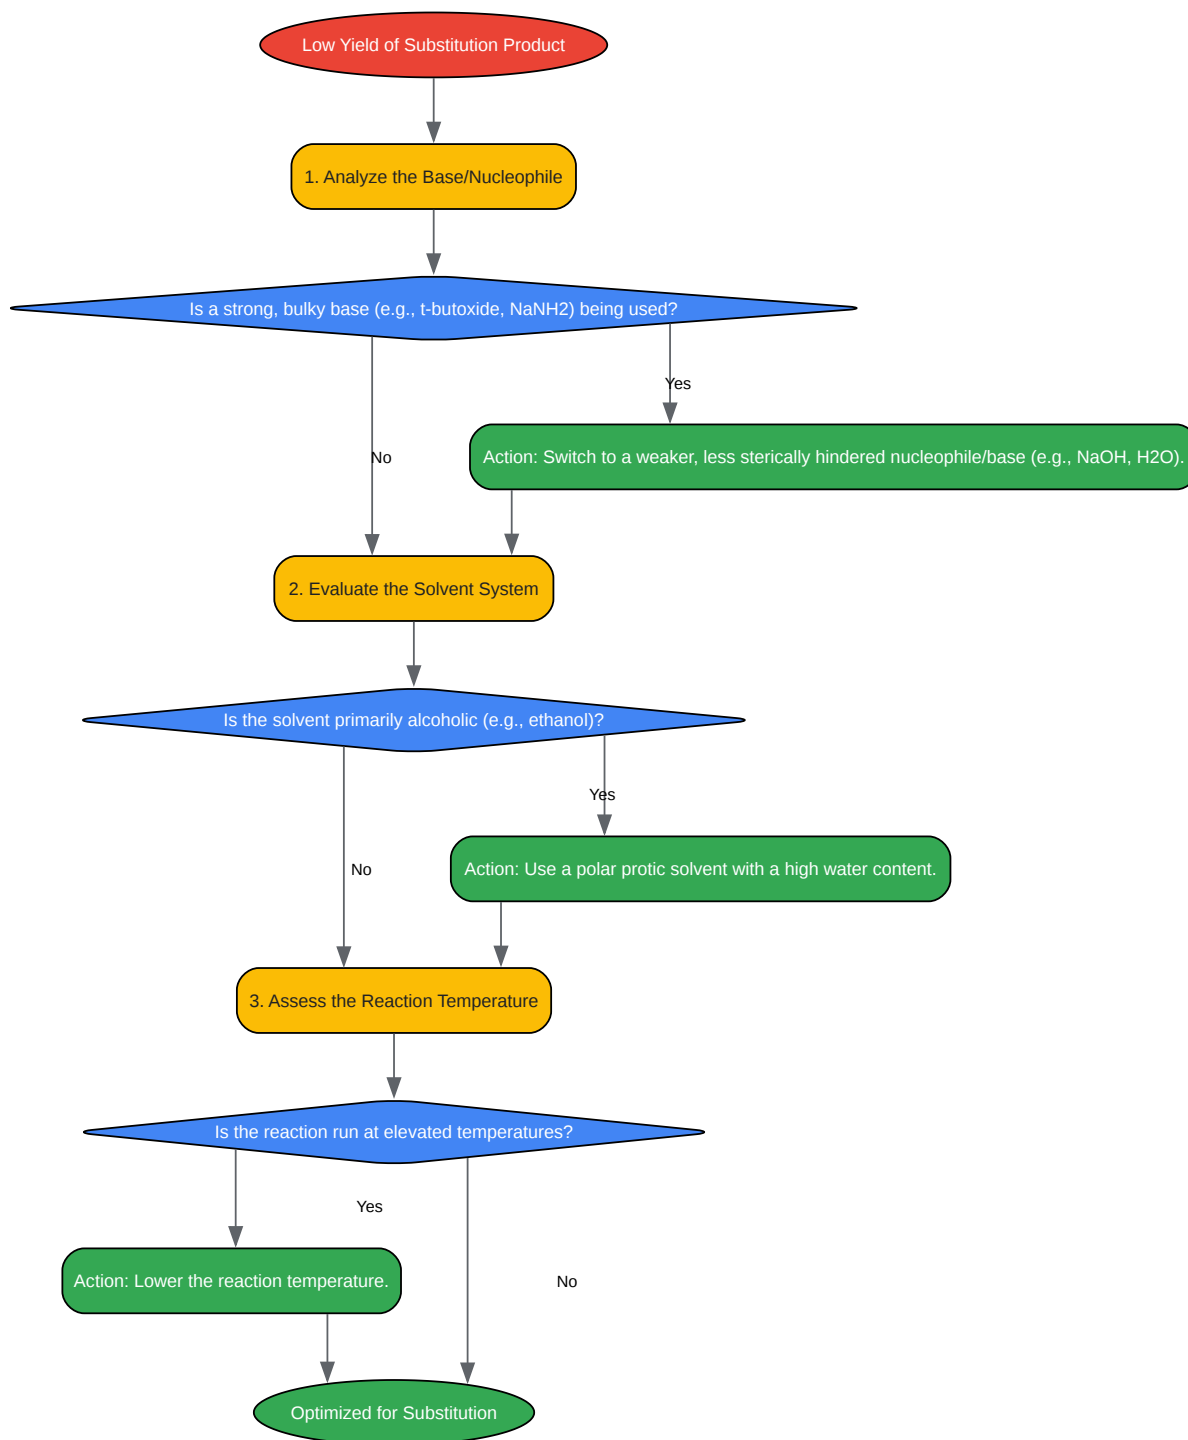 Low Yield of Substitution Product
1. Analyze the Base/Nucleophile
Is a strong, bulky base (e.g., t-butoxide, NaNH2) being used?
Yes
No
Action: Switch to a weaker, less sterically hindered nucleophile/base (e.g., NaOH, H2O).
2. Evaluate the Solvent System
Is the solvent primarily alcoholic (e.g., ethanol)?
Yes
No
Action: Use a polar protic solvent with a high water content.
3. Assess the Reaction Temperature
Is the reaction run at elevated temperatures?
Yes
Action: Lower the reaction temperature.
No
Optimized for Substitution